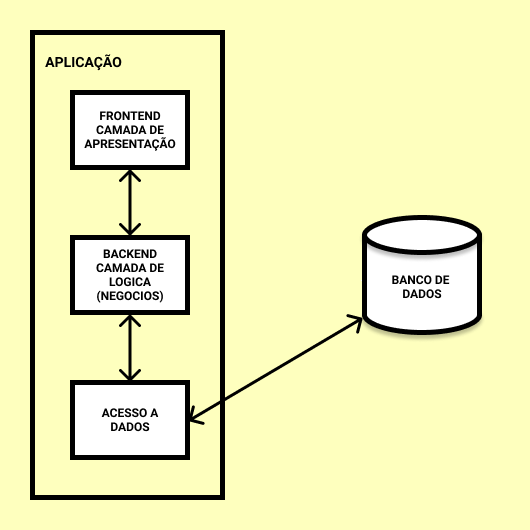 APLICAÇÃO
FRONTEND
CAMADA DE
APRESENTAÇÃO
BACKEND
CAMADA DE
LOGICA
(NEGOCIOS)
ACESSO A
DADOS
BANCO DE
DADOS